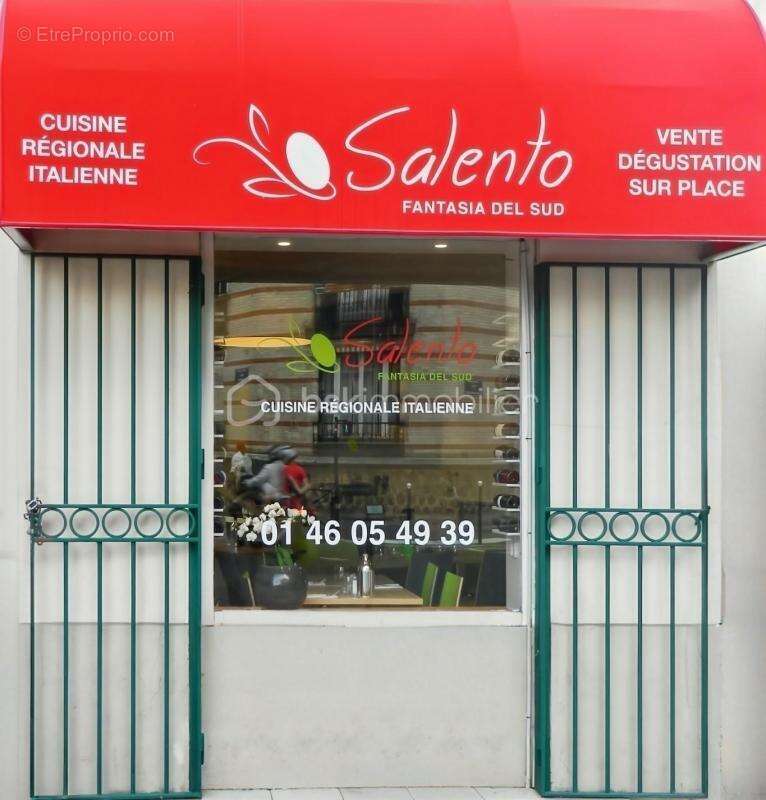 © EtreProprio.com
CUISINE
RÉGIONALE
ITALIENNE
Salento
FANTASIA DEL SUD
VENTE
DÉGUSTATION
SUR PLACE
Salento
FANTASIA DEL SUD
bskimmobilier
CUISINE RÉGIONALE ITALIENNE
01 46 05 49 39